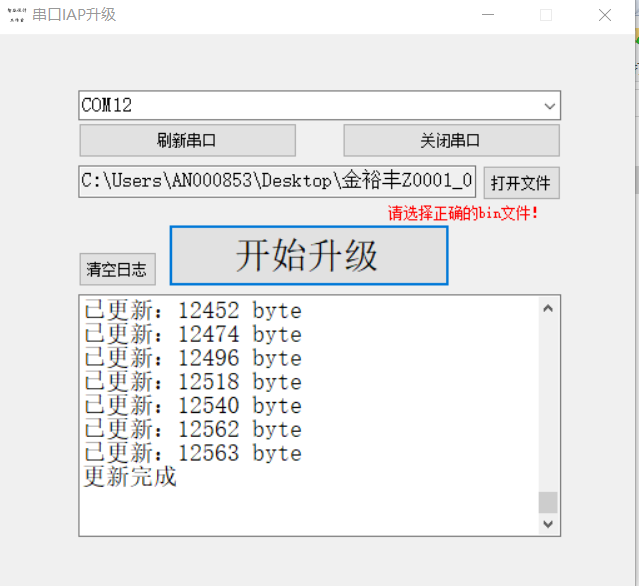 串口IAP升级
COM12
刷新串口
关闭串口
C:\Users\AN000853\Desktop\金裕丰Z0001_0
打开文件
请选择正确的bin文件!
清空日志
开始升级
已更新: 12452 byte
已更新: 12474 byte
已更新: 12496 byte
已更新: 12518 byte
已更新: 12540 byte
已更新: 12562 byte
已更新: 12563 byte
更新完成